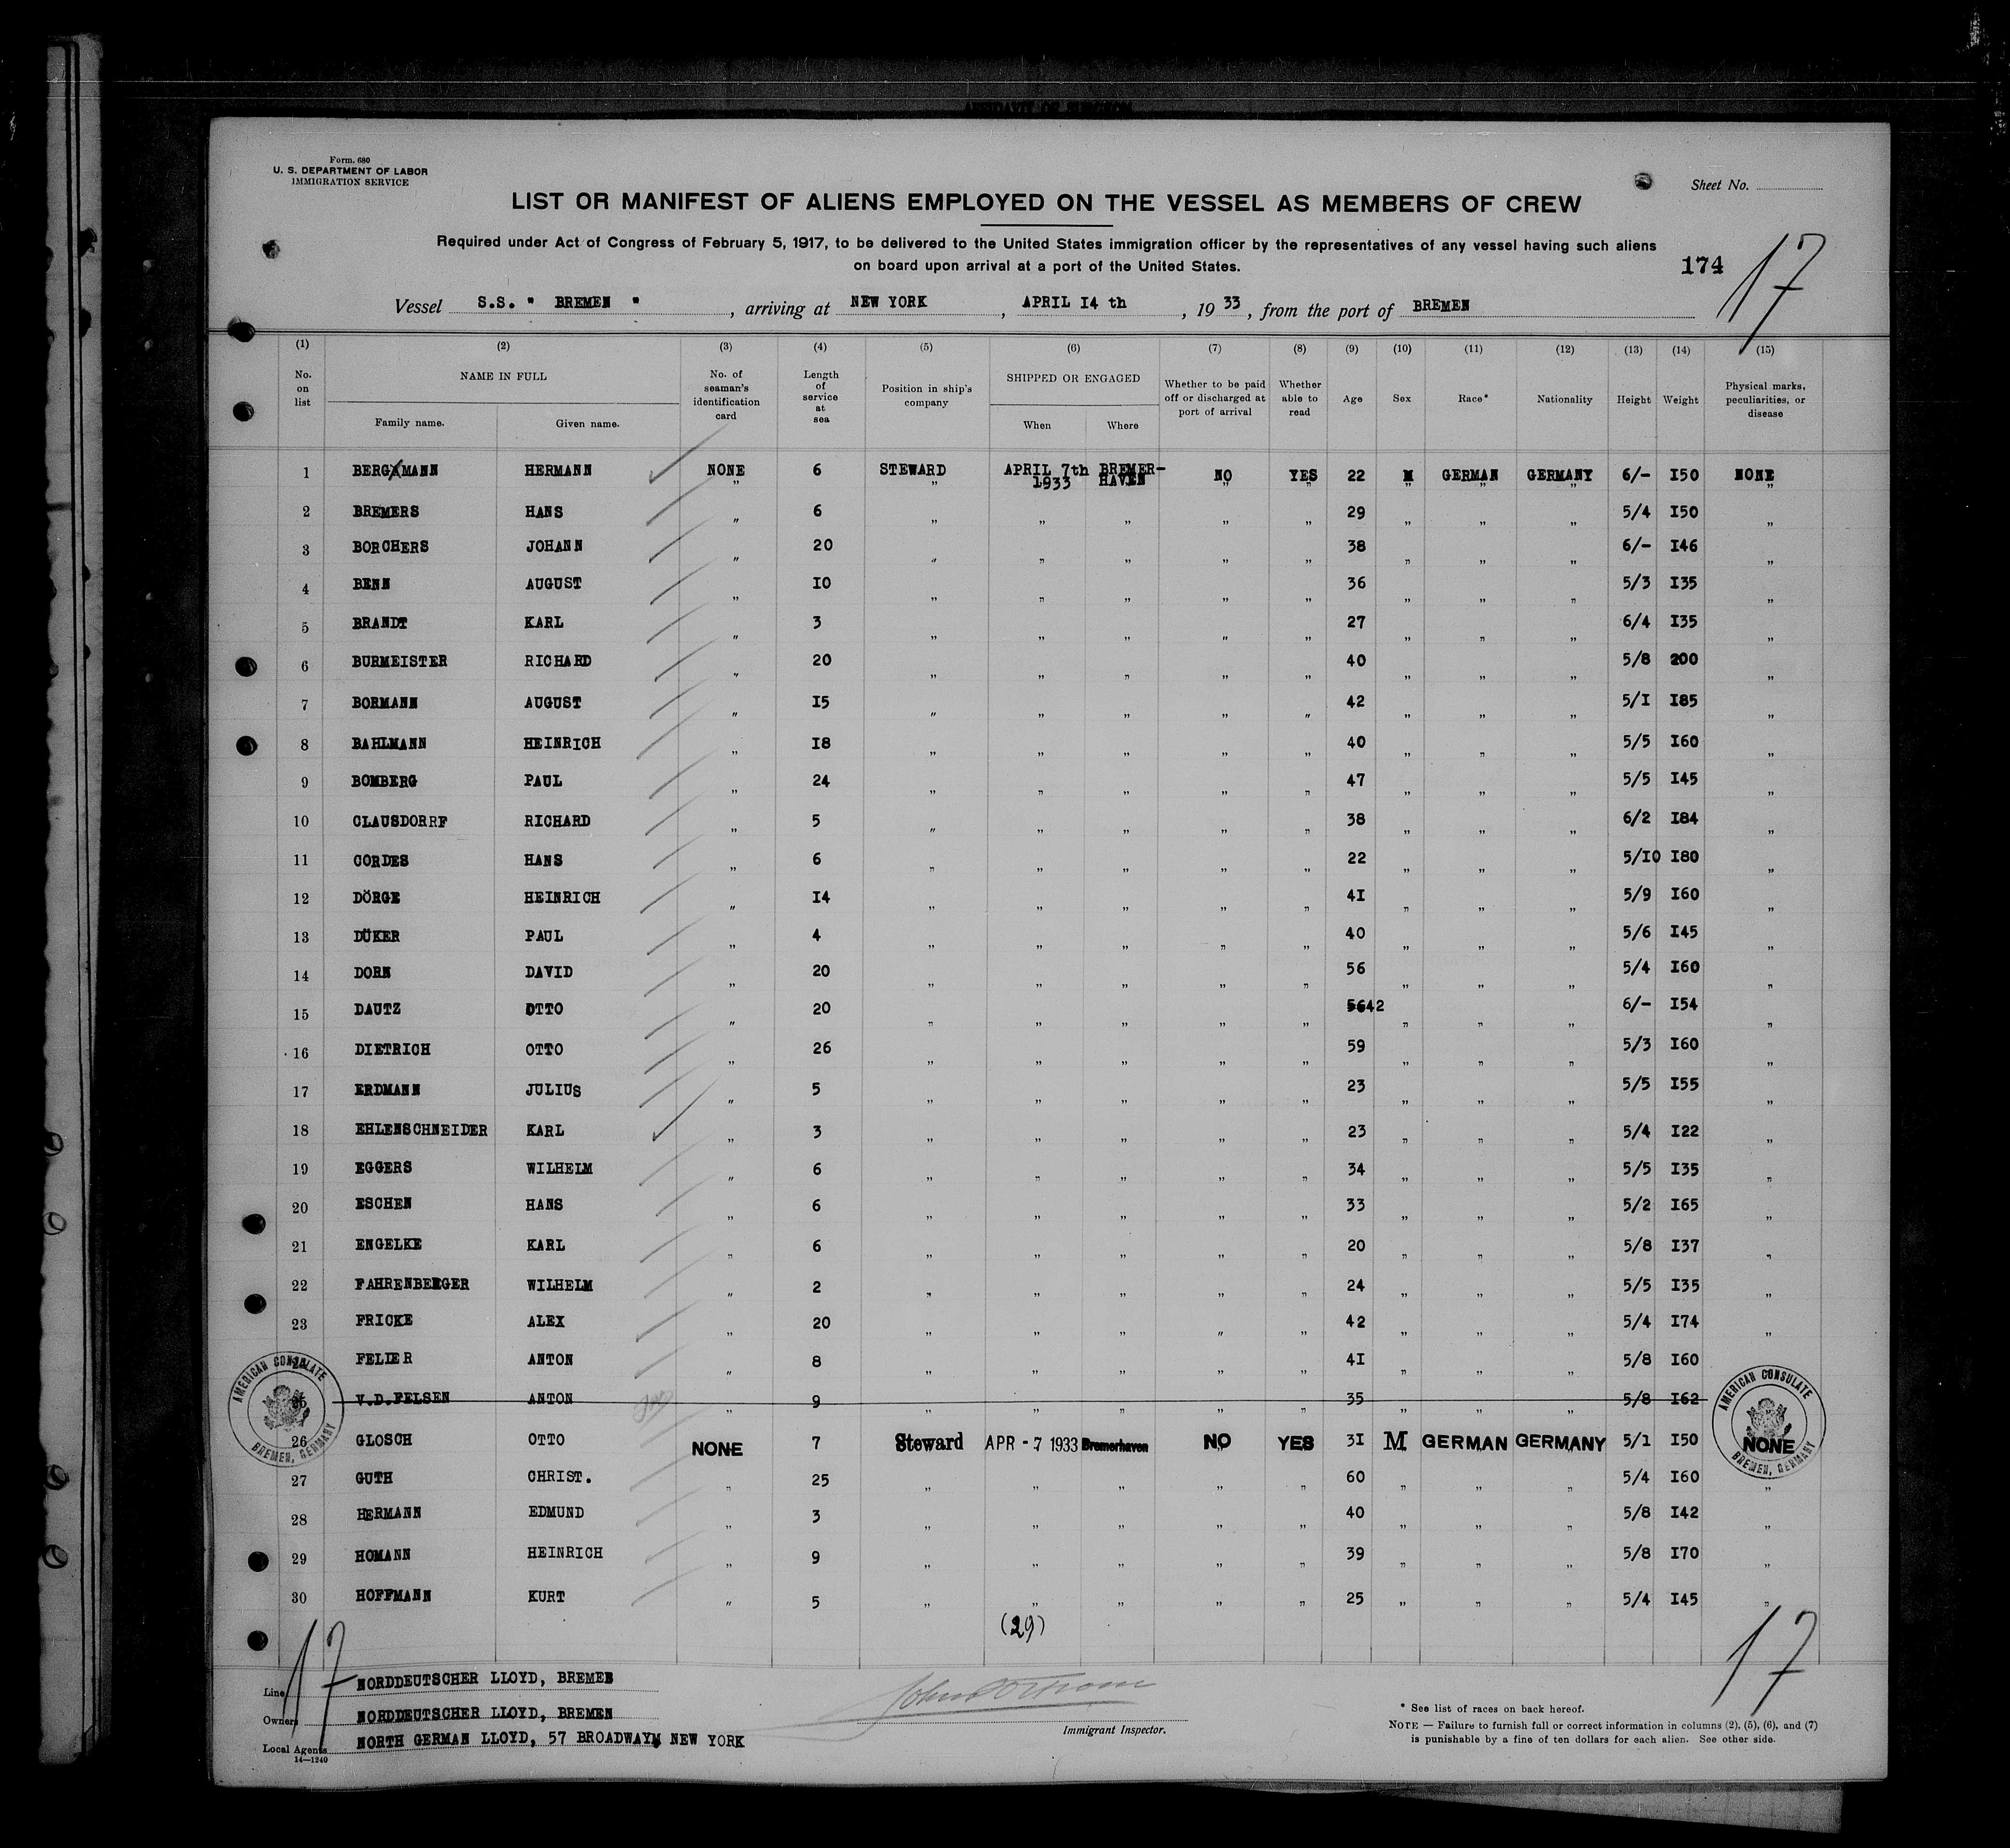 Form. 680
U. S. DEPARTMENT OF LABOR
IMMIGRATION SERVICE
Sheet No.
LIST OR MANIFEST OF ALIENS EMPLOYED ON THE VESSEL AS MEMBERS OF CREW
Required under Act of Congress of February 5, 1917, to be delivered to the United States immigration officer by the representatives of any vessel having such aliens
on board upon arrival at a port of the United States.
174 17
Vessel S.S. " BREMEN ", arriving at NEW YORK, APRIL I4 th, 19 33, from the port of BREMEN
(1) (2) (3) (4) (5) (6) (7) (8) (9) (10) (11) (12) (13) (14) (15)
No. on list NAME IN FULL Family name. Given name. No. of seaman's identification card Length of service at sea Position in ship's company SHIPPED OR ENGAGED When Where Whether to be paid off or discharged at port of arrival Whether able to read Age Sex Race* Nationality Height Weight Physical marks, peculiarities, or disease
1 BERGMANN HERMANN NONE 6 STEWARD APRIL 7th 1933 BREMER-HAVEN NO YES 22 M GERMAN GERMANY 6/- I50 NONE
2 BREMERS HANS " 6 " " " " " 29 " " " 5/4 I50 "
3 BORCHERS JOHANN " 20 " " " " " 38 " " " 6/- I46 "
4 BENN AUGUST " I0 " " " " " 36 " " " 5/3 I35 "
5 BRANDT KARL " 3 " " " " " 27 " " " 6/4 I35 "
6 BURMEISTER RICHARD " 20 " " " " " 40 " " " 5/8 200 "
7 BORMANN AUGUST " I5 " " " " " 42 " " " 5/I I85 "
8 BAHLMANN HEINRICH " I8 " " " " " 40 " " " 5/5 I60 "
9 BOMBERG PAUL " 24 " " " " " 47 " " " 5/5 I45 "
10 CLAUSDORFF RICHARD " 5 " " " " " 38 " " " 6/2 I84 "
11 CORDES HANS " 6 " " " " " 22 " " " 5/I0 I80 "
12 DÖRGE HEINRICH " I4 " " " " " 4I " " " 5/9 I60 "
13 DÜKER PAUL " 4 " " " " " 40 " " " 5/6 I45 "
14 DORN DAVID " 20 " " " " " 56 " " " 5/4 I60 "
15 DAUTZ OTTO " 20 " " " " " 5642 " " " 6/- I54 "
16 DIETRICH OTTO " 26 " " " " " 59 " " " 5/3 I60 "
17 ERDMANN JULIUS " 5 " " " " " 23 " " " 5/5 I55 "
18 EHLENSCHNEIDER KARL " 3 " " " " " 23 " " " 5/4 I22 "
19 EGGERS WILHELM " 6 " " " " " 34 " " " 5/5 I35 "
20 ESCHEN HANS " 6 " " " " " 33 " " " 5/2 I65 "
21 ENGELKE KARL " 6 " " " " " 20 " " " 5/8 I37 "
22 FAHRENBERGER WILHELM " 2 " " " " " 24 " " " 5/5 I35 "
23 FRICKE ALEX " 20 " " " " " 42 " " " 5/4 I74 "
24 FELIER ANTON " 8 " " " " " 4I " " " 5/8 I60 "
25 V.D.FELSEN ANTON " 9 " " " " " 35 " " " 5/8 I62
26 GLOSCH OTTO NONE 7 Steward APR - 7 1933 Bremerhaven NO YES 3I M GERMAN GERMANY 5/1 I50 NONE
27 GUTH CHRIST. " 25 " " " " " 60 " " " 5/4 I60 "
28 HERMANN EDMUND " 3 " " " " " 40 " " " 5/8 I42 "
29 HOMANN HEINRICH " 9 " " " " " 39 " " " 5/8 I70 "
30 HOFFMANN KURT " 5 " " " " " 25 " " " 5/4 I45 "
AMERICAN CONSULATE BREMEN, GERMANY
AMERICAN CONSULATE BREMEN, GERMANY
(29)
17 17
Line NORDDEUTSCHER LLOYD, BREMEN
Owners NORDDEUTSCHER LLOYD, BREMEN
Local Agents NORTH GERMAN LLOYD, 57 BROADWAY, NEW YORK
14—1240
Immigrant Inspector.
* See list of races on back hereof.
NOTE — Failure to furnish full or correct information in columns (2), (5), (6), and (7)
is punishable by a fine of ten dollars for each alien. See other side.